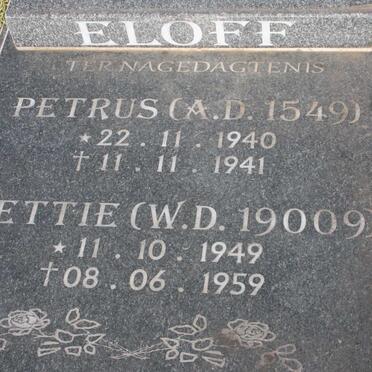 ELOFF
TER NAGEDAGTENIS
PETRUS (A.D. 1549)
* 22 . 11 . 1940
† 11 . 11 . 1941
ETTIE (W.D. 19009)
* 11 . 10 . 1949
† 08 . 06 . 1959